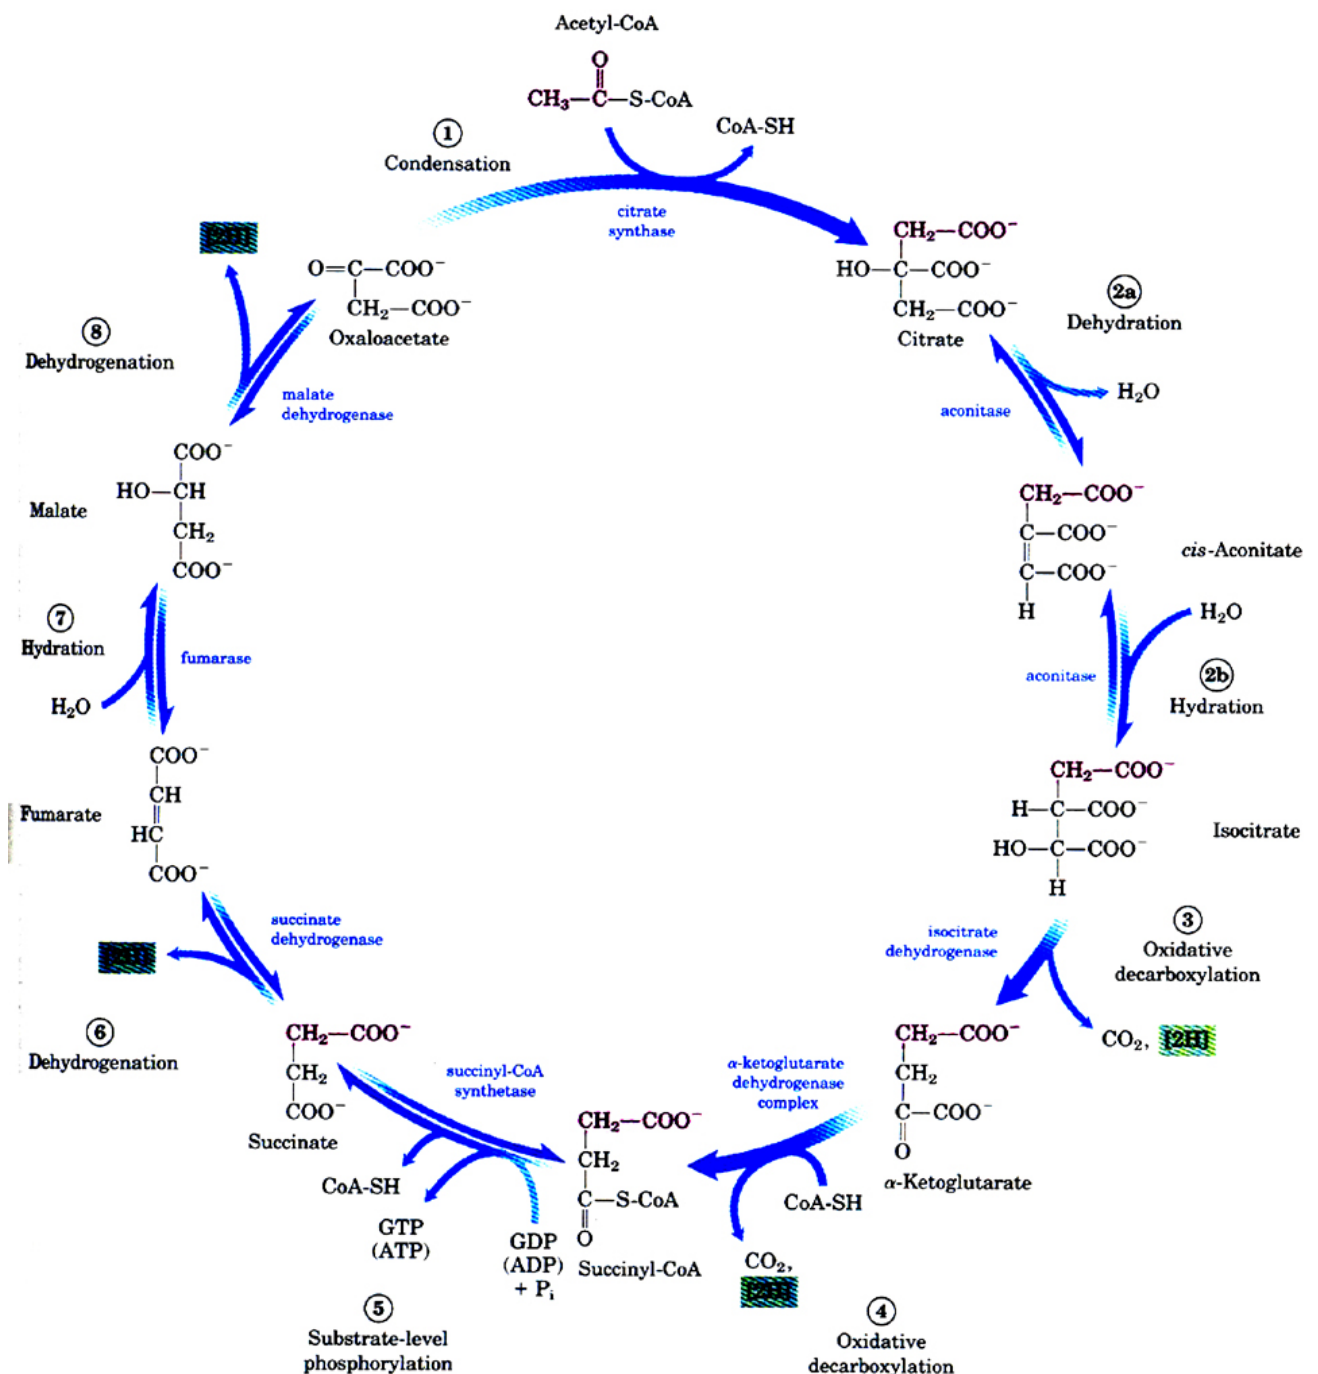 Acetyl-CoA
O
CH₃—C—S-CoA
CoA-SH
1
Condensation
citrate
synthase
CH₂—COO⁻
HO—C—COO⁻
CH₂—COO⁻
Citrate
2a
Dehydration
H₂O
aconitase
CH₂—COO⁻
C—COO⁻
C—COO⁻
H
cis-Aconitate
H₂O
aconitase
2b
Hydration
CH₂—COO⁻
H—C—COO⁻
HO—C—COO⁻
H
Isocitrate
isocitrate
dehydrogenase
3
Oxidative
decarboxylation
CO₂, [2H]
CH₂—COO⁻
CH₂
C—COO⁻
O
α-Ketoglutarate
α-ketoglutarate
dehydrogenase
complex
CoA-SH
CO₂,
[2H]
4
Oxidative
decarboxylation
CH₂—COO⁻
CH₂
C—S-CoA
O
Succinyl-CoA
succinyl-CoA
synthetase
CoA-SH
GTP
(ATP)
GDP
(ADP)
+ Pᵢ
5
Substrate-level
phosphorylation
CH₂—COO⁻
CH₂
COO⁻
Succinate
succinate
dehydrogenase
[2H]
6
Dehydrogenation
COO⁻
CH
HC
COO⁻
Fumarate
fumarase
7
Hydration
H₂O
COO⁻
HO—CH
CH₂
COO⁻
Malate
malate
dehydrogenase
8
Dehydrogenation
[2H]
O=C—COO⁻
CH₂—COO⁻
Oxaloacetate